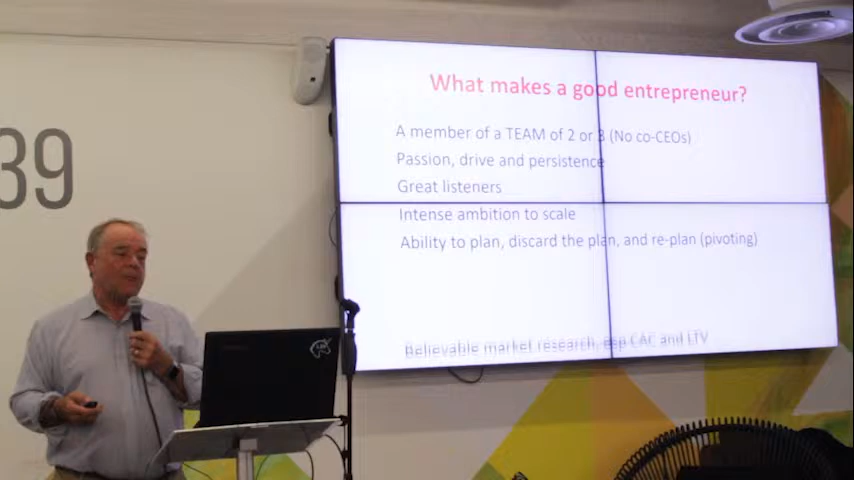 39
What makes a good entrepreneur?
A member of a TEAM of 2 or 3 (No co-CEOs)
Passion, drive and persistence
Great listeners
Intense ambition to scale
Ability to plan, discard the plan, and re-plan (pivoting)
Believable market research, esp CAC and LTV